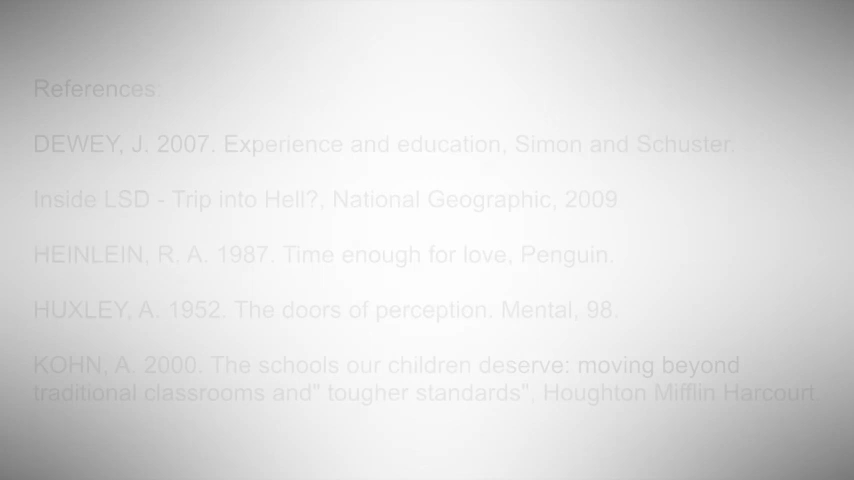 References:
DEWEY, J. 2007. Experience and education, Simon and Schuster.
Inside LSD - Trip into Hell?, National Geographic, 2009
HEINLEIN, R. A. 1987. Time enough for love, Penguin.
HUXLEY, A. 1952. The doors of perception. Mental, 98.
KOHN, A. 2000. The schools our children deserve: moving beyond
traditional classrooms and" tougher standards", Houghton Mifflin Harcourt.